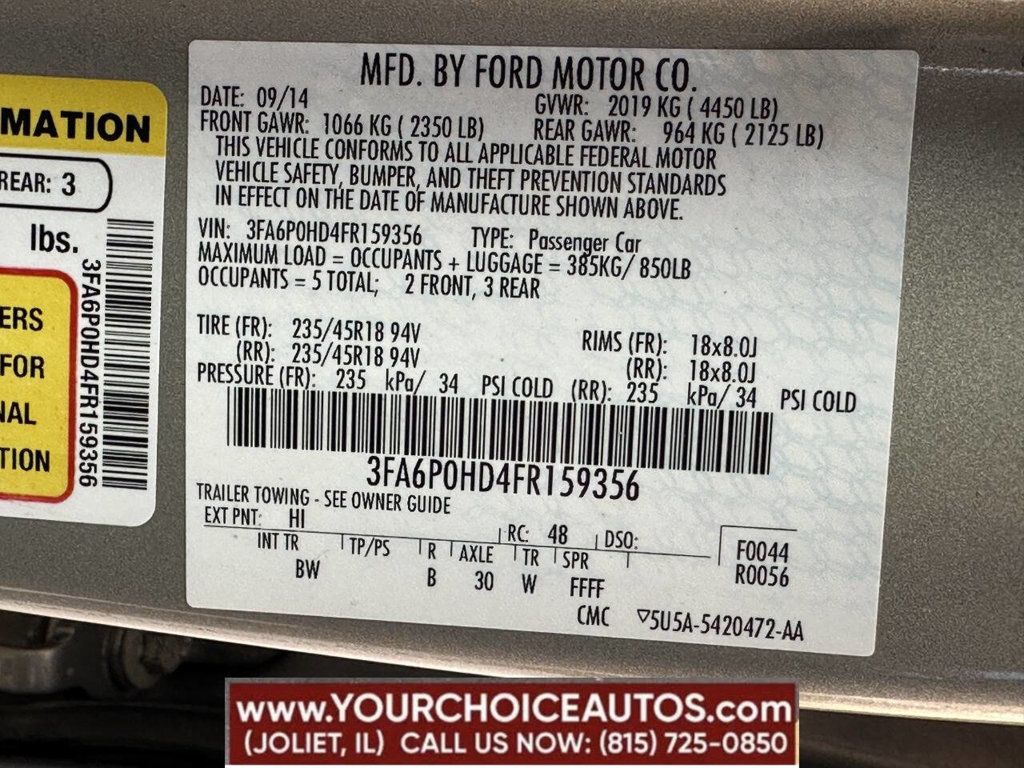 MATION
REAR: 3
lbs.
3FA6P0HD4FR159356
ERS
FOR
NAL
TION
MFD. BY FORD MOTOR CO.
DATE: 09/14 GVWR: 2019 KG ( 4450 LB)
FRONT GAWR: 1066 KG ( 2350 LB) REAR GAWR: 964 KG ( 2125 LB)
THIS VEHICLE CONFORMS TO ALL APPLICABLE FEDERAL MOTOR
VEHICLE SAFETY, BUMPER, AND THEFT PREVENTION STANDARDS
IN EFFECT ON THE DATE OF MANUFACTURE SHOWN ABOVE.
VIN: 3FA6P0HD4FR159356 TYPE: Passenger Car
MAXIMUM LOAD = OCCUPANTS + LUGGAGE = 385KG/ 850LB
OCCUPANTS = 5 TOTAL; 2 FRONT, 3 REAR
TIRE (FR): 235/45R18 94V RIMS (FR): 18x8.0J
(RR): 235/45R18 94V (RR): 18x8.0J
PRESSURE (FR): 235 kPa/ 34 PSI COLD (RR): 235 kPa/ 34 PSI COLD
3FA6P0HD4FR159356
TRAILER TOWING - SEE OWNER GUIDE
EXT PNT: HI RC: 48 DSO:
INT TR TP/PS R AXLE TR SPR F0044
BW B 30 W FFFF R0056
CMC ▽5U5A-5420472-AA
www.YOURCHOICEAUTOS.com
(JOLIET, IL) CALL US NOW: (815) 725-0850